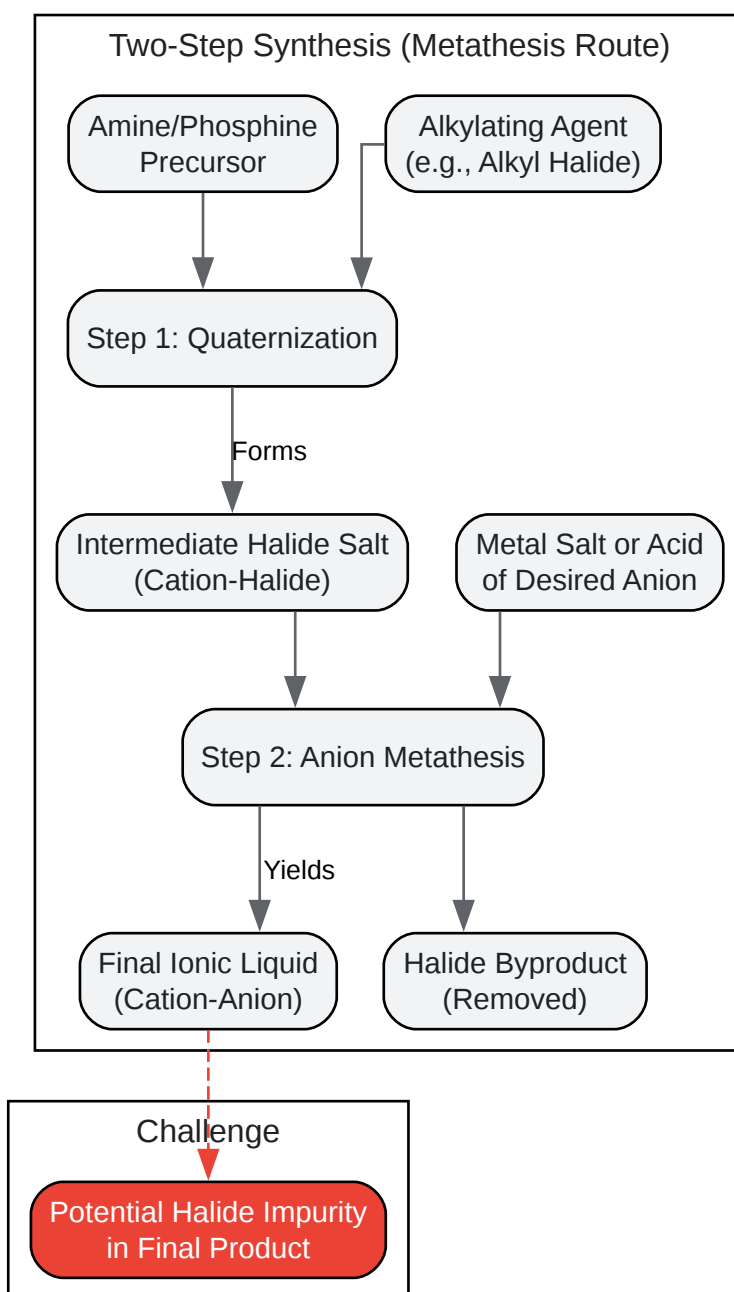 Two-Step Synthesis (Metathesis Route)
Amine/Phosphine
Precursor
Alkylating Agent
(e.g., Alkyl Halide)
Step 1: Quaternization
Forms
Intermediate Halide Salt
(Cation-Halide)
Metal Salt or Acid
of Desired Anion
Step 2: Anion Metathesis
Yields
Final Ionic Liquid
(Cation-Anion)
Halide Byproduct
(Removed)
Challenge
Potential Halide Impurity
in Final Product